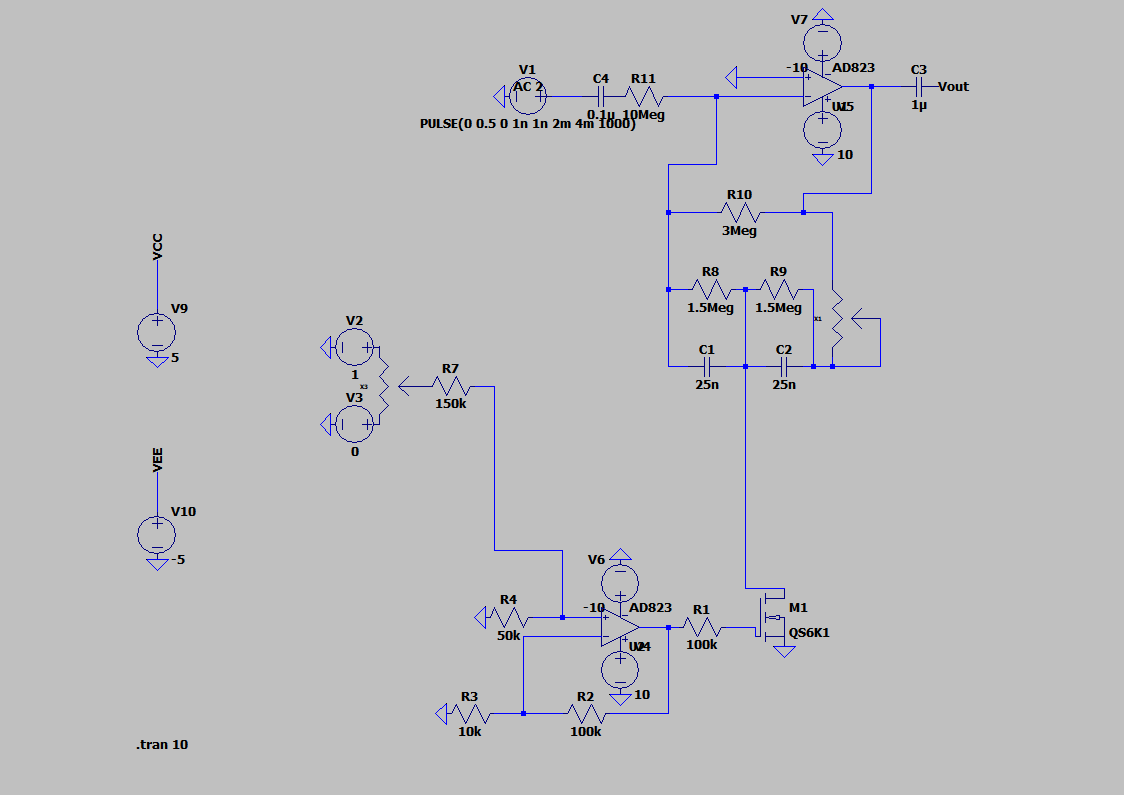 V7
-10
AD823
V1
AC 2
C4
R11
C3
Vout
0.1µ
10Meg
1µ
PULSE(0 0.5 0 1n 1n 2m 4m 1000)
10
R10
3Meg
VCC
R8
R9
1.5Meg
1.5Meg
V9
V2
X1
C1
C2
5
1
R7
25n
25n
X3
V3
150k
VEE
0
V10
-5
V6
R4
-10
AD823
R1
M1
50k
QS6K1
100k
R3
R2
10
10k
100k
.tran 10